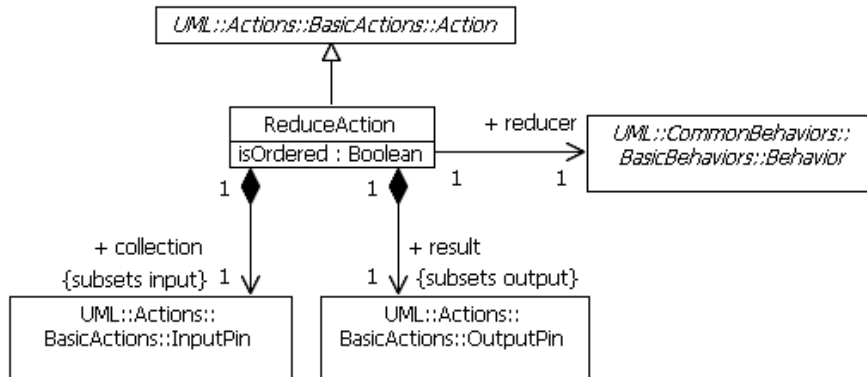 UML::Actions::BasicActions::Action
ReduceAction
isOrdered : Boolean
+ reducer
1
1
UML::CommonBehaviors::
BasicBehaviors::Behavior
1
1
+ collection
{subsets input}
1
+ result
1
{subsets output}
UML::Actions::
BasicActions::InputPin
UML::Actions::
BasicActions::OutputPin